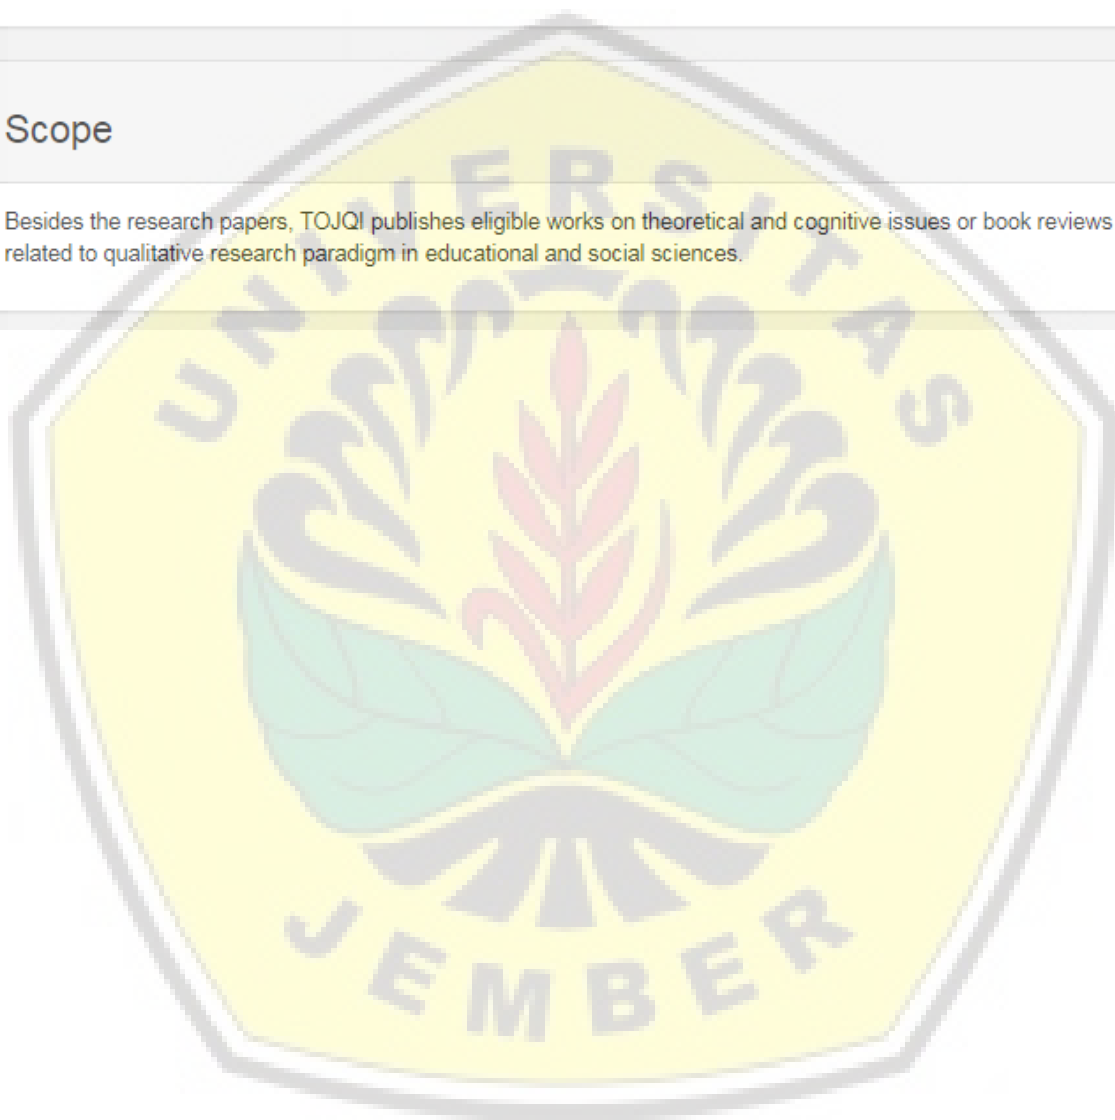 Scope
Besides the research papers, TOJQI publishes eligible works on theoretical and cognitive issues or book reviews
related to qualitative research paradigm in educational and social sciences.
UNIVERSITAS
JEMBER